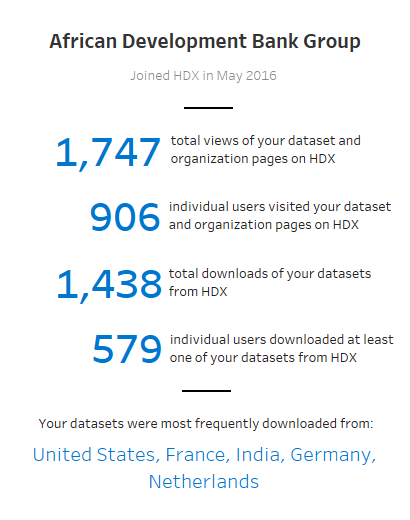 African Development Bank Group
Joined HDX in May 2016
1,747
total views of your dataset and
organization pages on HDX
906
individual users visited your dataset
and organization pages on HDX
1,438
total downloads of your datasets
from HDX
579
individual users downloaded at least
one of your datasets from HDX
Your datasets were most frequently downloaded from:
United States, France, India, Germany,
Netherlands